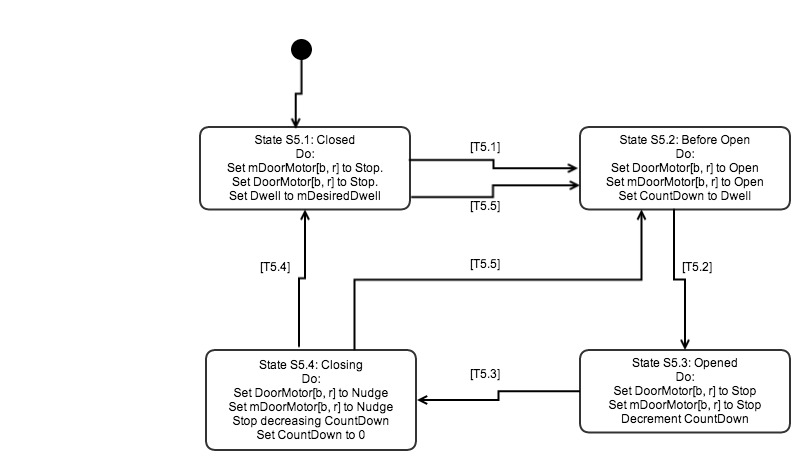 State S5.1: Closed
Do:
Set mDoorMotor[b, r] to Stop.
Set DoorMotor[b, r] to Stop.
Set Dwell to mDesiredDwell
[T5.1]
[T5.5]
State S5.2: Before Open
Do:
Set DoorMotor[b, r] to Open
Set mDoorMotor[b, r] to Open
Set CountDown to Dwell
[T5.4]
[T5.5]
[T5.2]
State S5.4: Closing
Do:
Set DoorMotor[b, r] to Nudge
Set mDoorMotor[b, r] to Nudge
Stop decreasing CountDown
Set CountDown to 0
[T5.3]
State S5.3: Opened
Do:
Set DoorMotor[b, r] to Stop
Set mDoorMotor[b, r] to Stop
Decrement CountDown